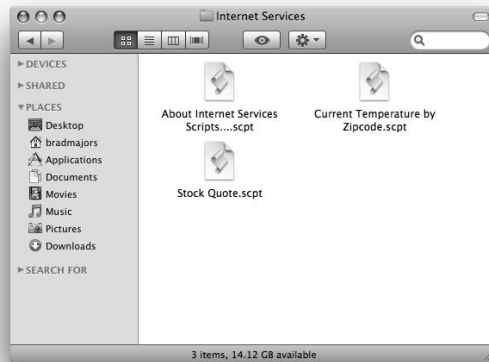 Internet Services
DEVICES
SHARED
PLACES
Desktop
bradmajors
Applications
Documents
Movies
Music
Pictures
Downloads
SEARCH FOR
About Internet Services
Scripts....scpt
Current Temperature by
Zipcode.scpt
Stock Quote.scpt
3 items, 14.12 GB available